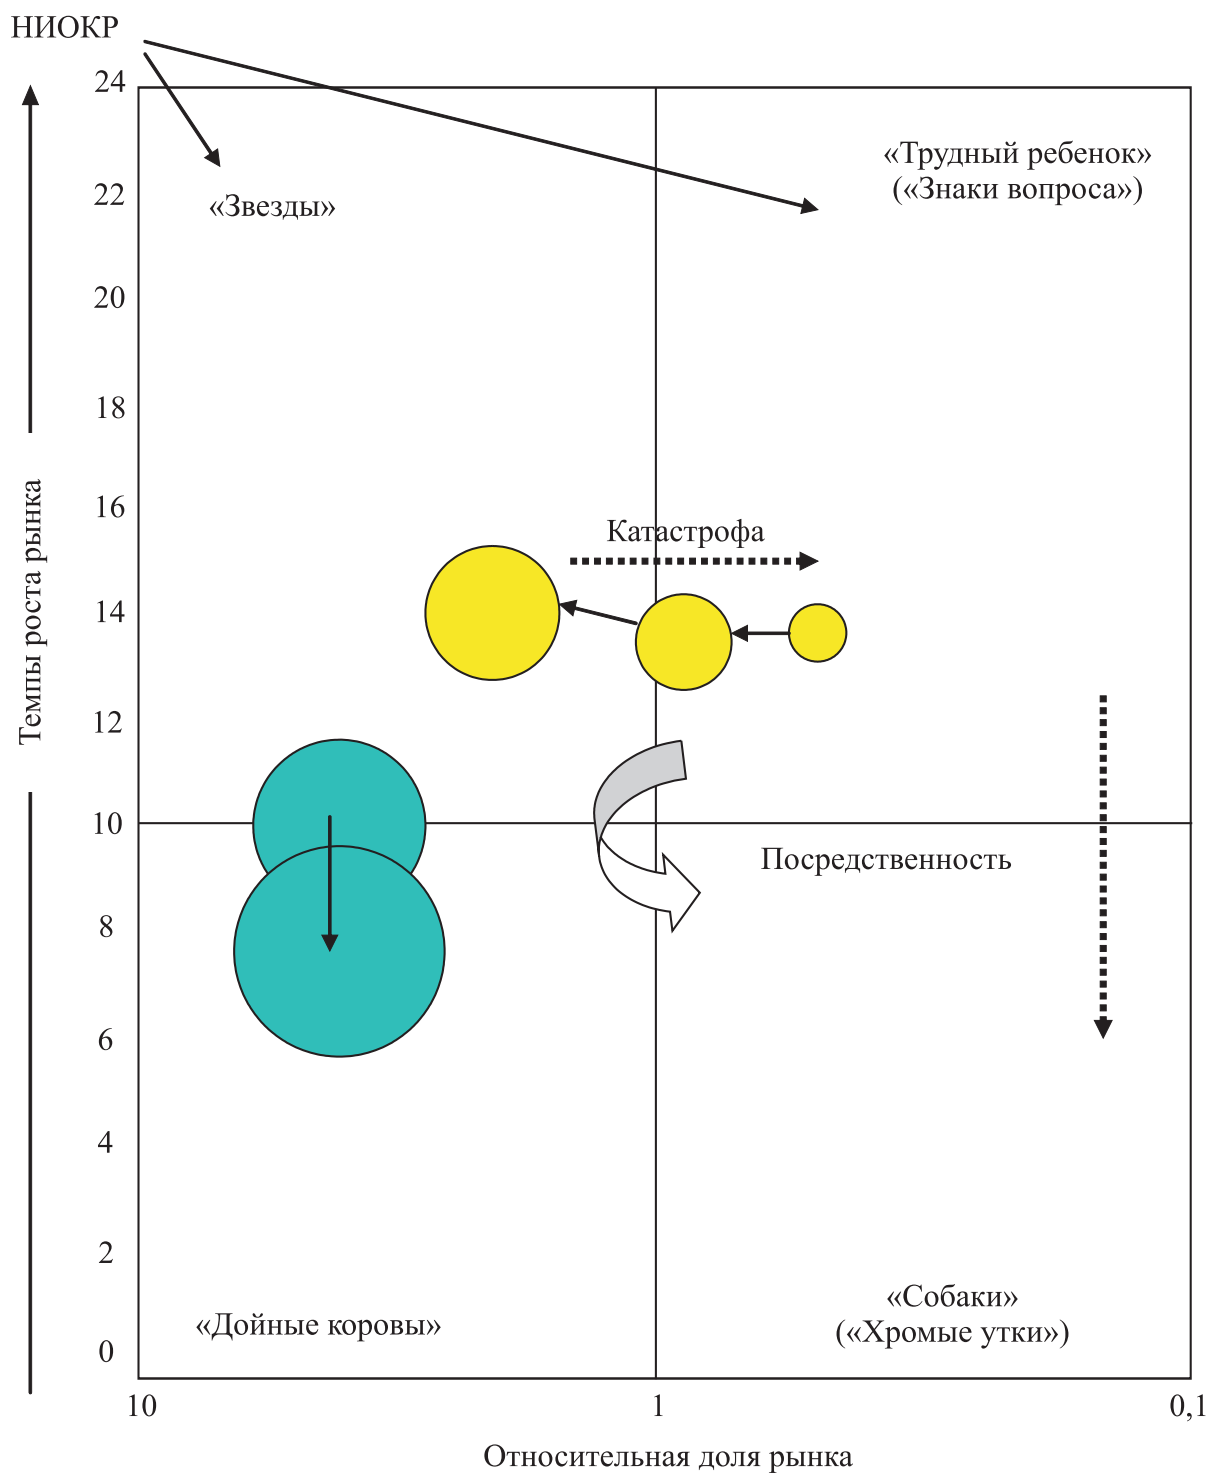 НИОКР
24
«Трудный ребенок»
(«Знаки вопроса»)
22
«Звезды»
20
18
16
Катастрофа
14
Темпы роста рынка
12
10
Посредственность
8
6
4
2
«Собаки»
(«Хромые утки»)
«Дойные коровы»
0
10
1
0,1
Относительная доля рынка